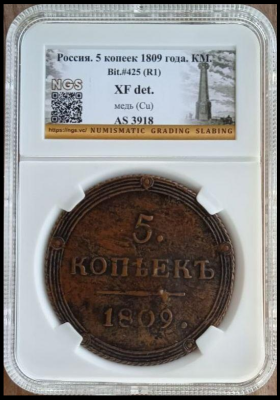 Россия. 5 копеек 1809 года. КМ.
Bit.#425 (R1)
NGS
XF det.
медь (Cu)
https://ngs.vc/ NUMISMATIC GRADING SLABING
AS 3918
5.
КОПѢЕКЪ
1809.